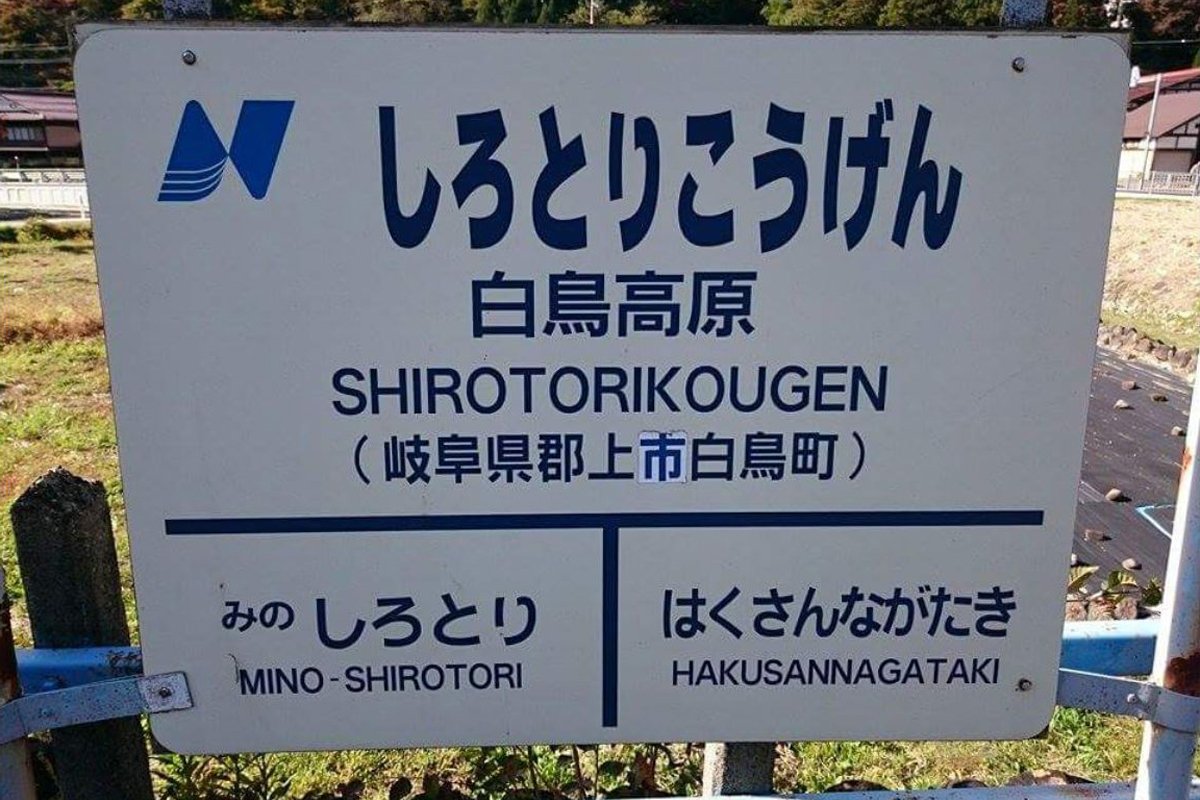 しろとりこうげん
白鳥高原
SHIROTORIKOUGEN
（岐阜県郡上市白鳥町）
みの しろとり
MINO-SHIROTORI
はくさんながたき
HAKUSANNAGATAKI